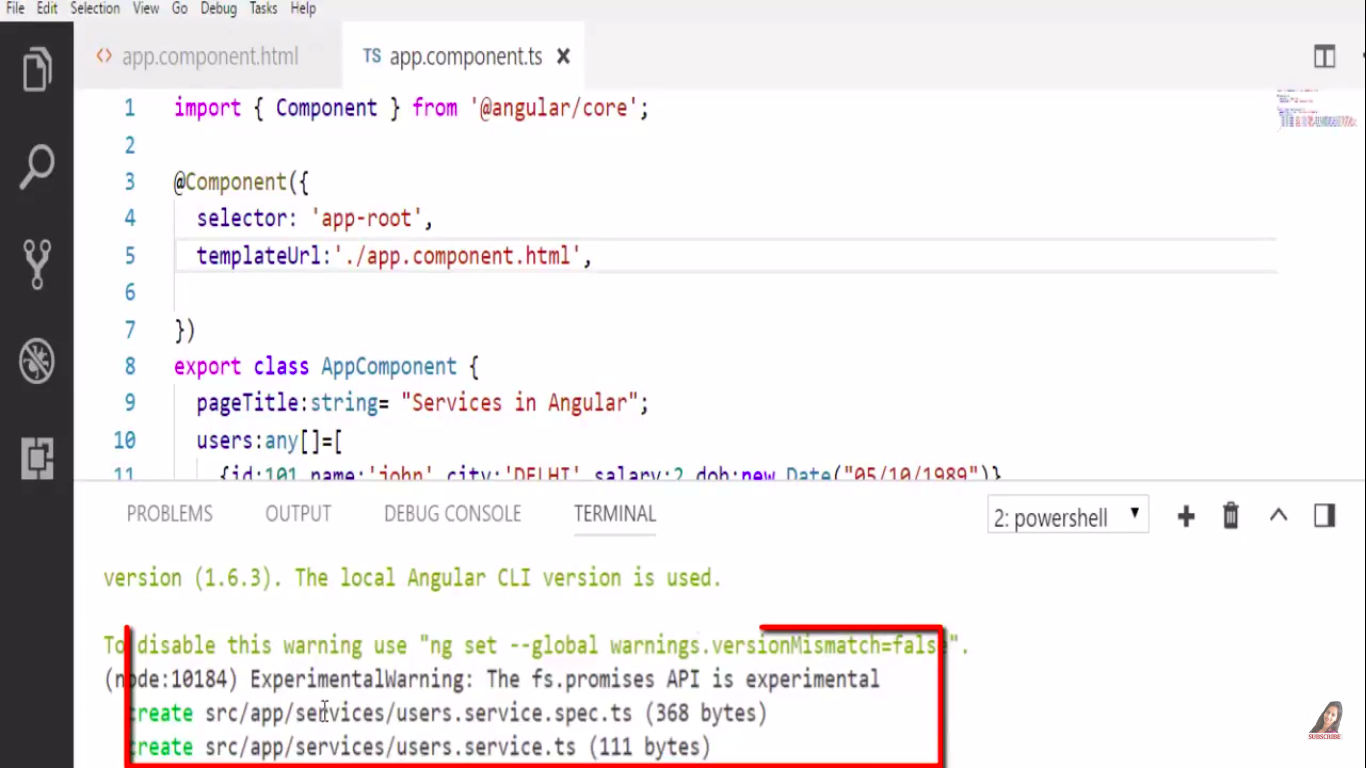 File Edit Selection View Go Debug Tasks Help
<> app.component.html TS app.component.ts ×
1 import { Component } from '@angular/core';
2
3 @Component({
4 selector: 'app-root',
5 templateUrl:'./app.component.html',
6
7 })
8 export class AppComponent {
9 pageTitle:string= "Services in Angular";
10 users:any[]=[
11 {id:101,name:'john',city:'DELHI',salary:2,dob:new Date("05/10/1989")}
PROBLEMS OUTPUT DEBUG CONSOLE TERMINAL 2: powershell
version (1.6.3). The local Angular CLI version is used.
To disable this warning use "ng set --global warnings.versionMismatch=false".
(node:10184) ExperimentalWarning: The fs.promises API is experimental
create src/app/services/users.service.spec.ts (368 bytes)
create src/app/services/users.service.ts (111 bytes)
SUBSCRIBE